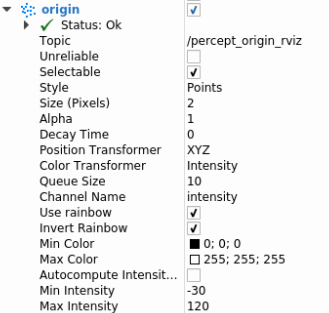 origin
Status: Ok
Topic /percept_origin_rviz
Unreliable
Selectable
Style Points
Size (Pixels) 2
Alpha 1
Decay Time 0
Position Transformer XYZ
Color Transformer Intensity
Queue Size 10
Channel Name intensity
Use rainbow
Invert Rainbow
Min Color 0; 0; 0
Max Color 255; 255; 255
Autocompute Intensit...
Min Intensity -30
Max Intensity 120